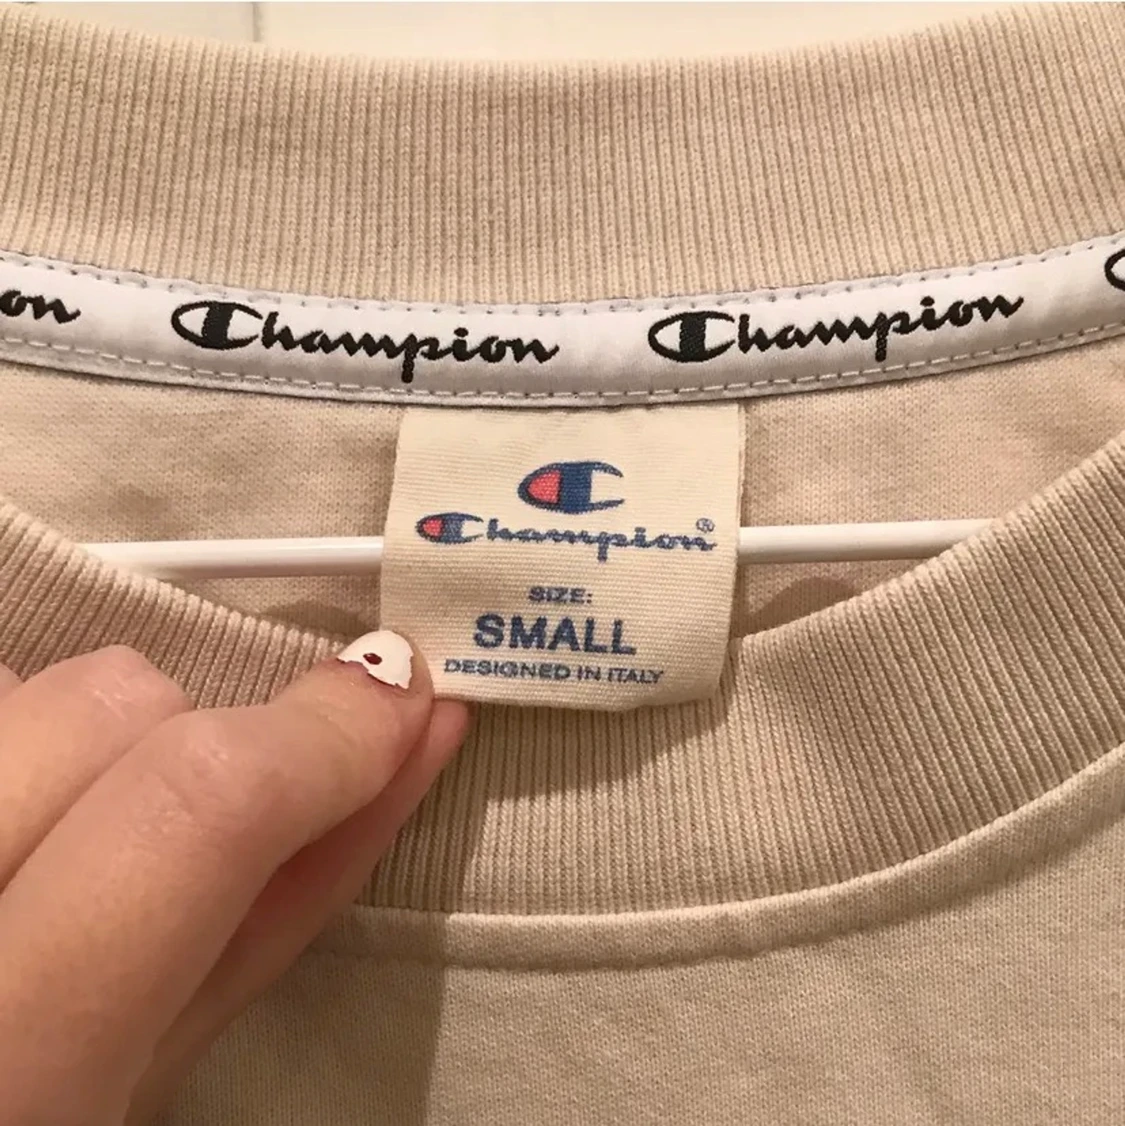 on Champion Champion C
Champion®
SIZE:
SMALL
DESIGNED IN ITALY